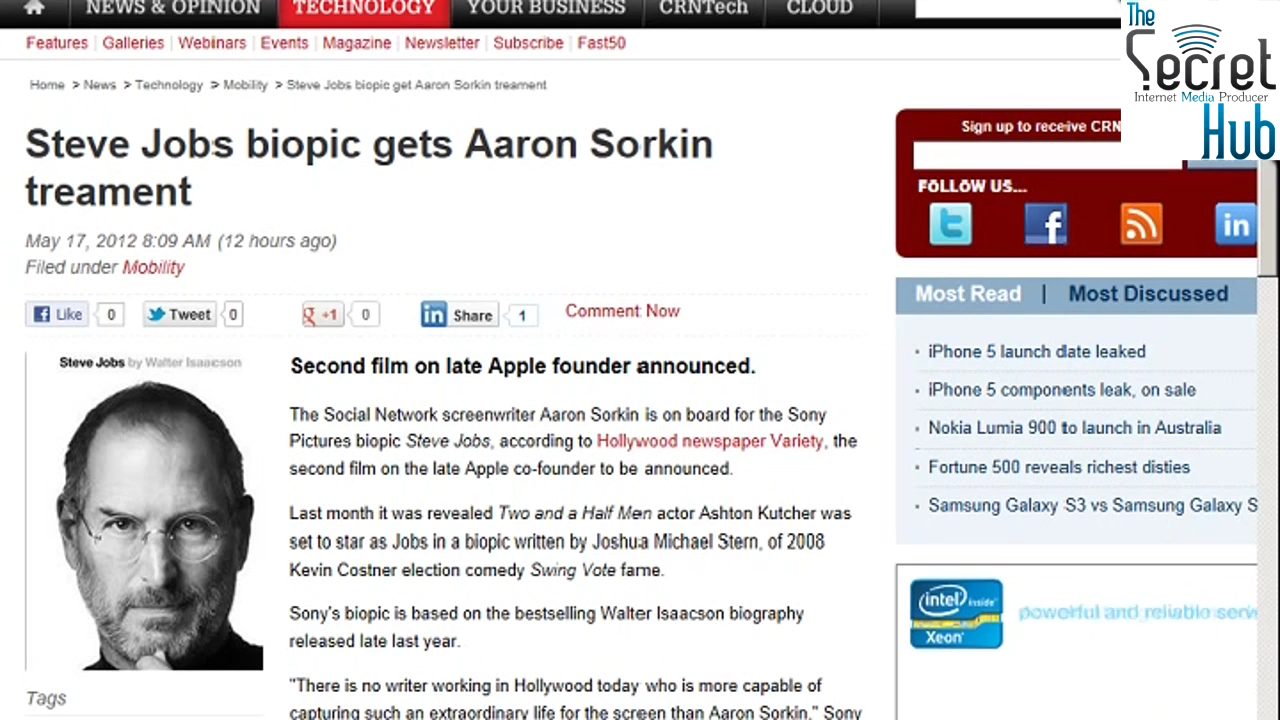 NEWS & OPINION TECHNOLOGY YOUR BUSINESS CRNTech CLOUD
Features | Galleries | Webinars | Events | Magazine | Newsletter | Subscribe | Fast50
The
Secret
Internet Media Producer
Hub
Home > News > Technology > Mobility > Steve Jobs biopic get Aaron Sorkin treament
Steve Jobs biopic gets Aaron Sorkin
treament
May 17, 2012 8:09 AM (12 hours ago)
Filed under Mobility
Like 0 Tweet 0 +1 0 Share 1 Comment Now
Steve Jobs by Walter Isaacson
Second film on late Apple founder announced.
The Social Network screenwriter Aaron Sorkin is on board for the Sony
Pictures biopic Steve Jobs, according to Hollywood newspaper Variety, the
second film on the late Apple co-founder to be announced.
Last month it was revealed Two and a Half Men actor Ashton Kutcher was
set to star as Jobs in a biopic written by Joshua Michael Stern, of 2008
Kevin Costner election comedy Swing Vote fame.
Sony's biopic is based on the bestselling Walter Isaacson biography
released late last year.
"There is no writer working in Hollywood today who is more capable of
capturing such an extraordinary life for the screen than Aaron Sorkin," Sony
Tags
Sign up to receive CRN
FOLLOW US...
Most Read | Most Discussed
iPhone 5 launch date leaked
iPhone 5 components leak, on sale
Nokia Lumia 900 to launch in Australia
Fortune 500 reveals richest disties
Samsung Galaxy S3 vs Samsung Galaxy S
intel inside
Xeon
powerful and reliable serv